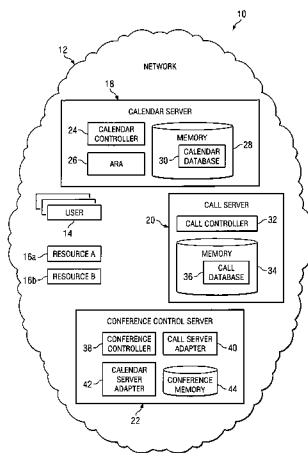 10
12
NETWORK
18
CALENDAR SERVER
24
CALENDAR
CONTROLLER
26
ARA
MEMORY
30
CALENDAR
DATABASE
28
USER
14
16a
RESOURCE A
16b
RESOURCE B
CALL SERVER
20
CALL CONTROLLER
32
MEMORY
36
CALL
DATABASE
34
CONFERENCE CONTROL SERVER
38
CONFERENCE
CONTROLLER
CALL SERVER
ADAPTER
40
42
CALENDAR
SERVER
ADAPTER
CONFERENCE
MEMORY
44
22